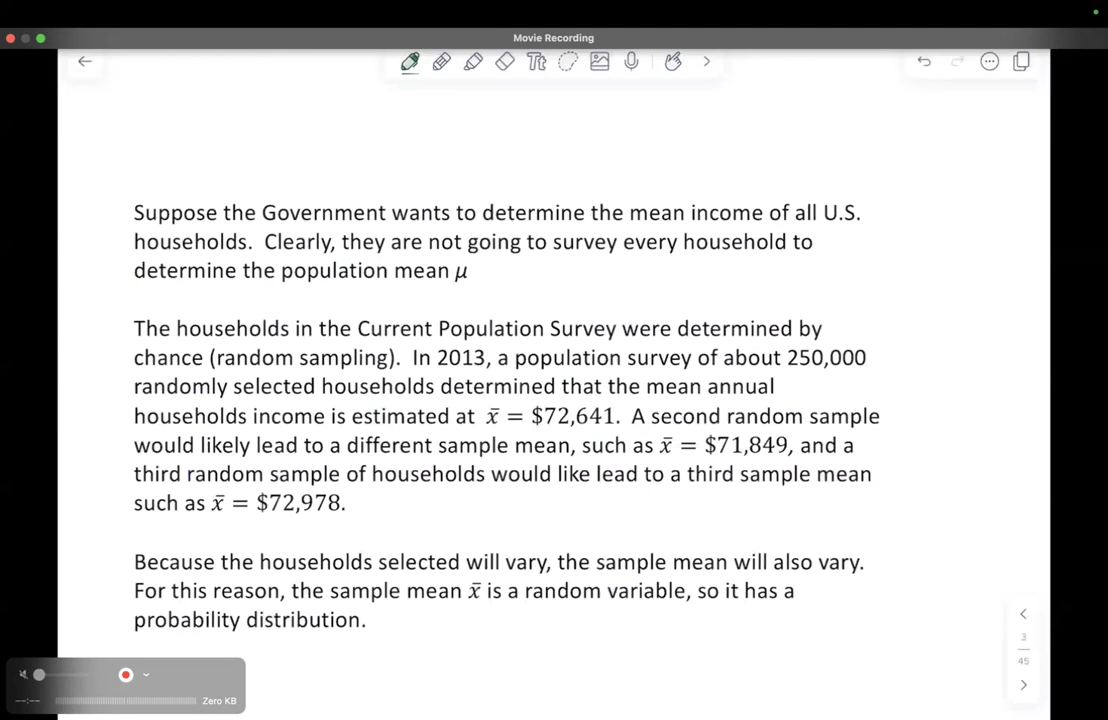 Movie Recording
Tt
Suppose the Government wants to determine the mean income of all U.S.
households. Clearly, they are not going to survey every household to
determine the population mean μ
The households in the Current Population Survey were determined by
chance (random sampling). In 2013, a population survey of about 250,000
randomly selected households determined that the mean annual
households income is estimated at x̄ = $72,641. A second random sample
would likely lead to a different sample mean, such as x̄ = $71,849, and a
third random sample of households would like lead to a third sample mean
such as x̄ = $72,978.
Because the households selected will vary, the sample mean will also vary.
For this reason, the sample mean x̄ is a random variable, so it has a
probability distribution.
3
45
--:--
Zero KB